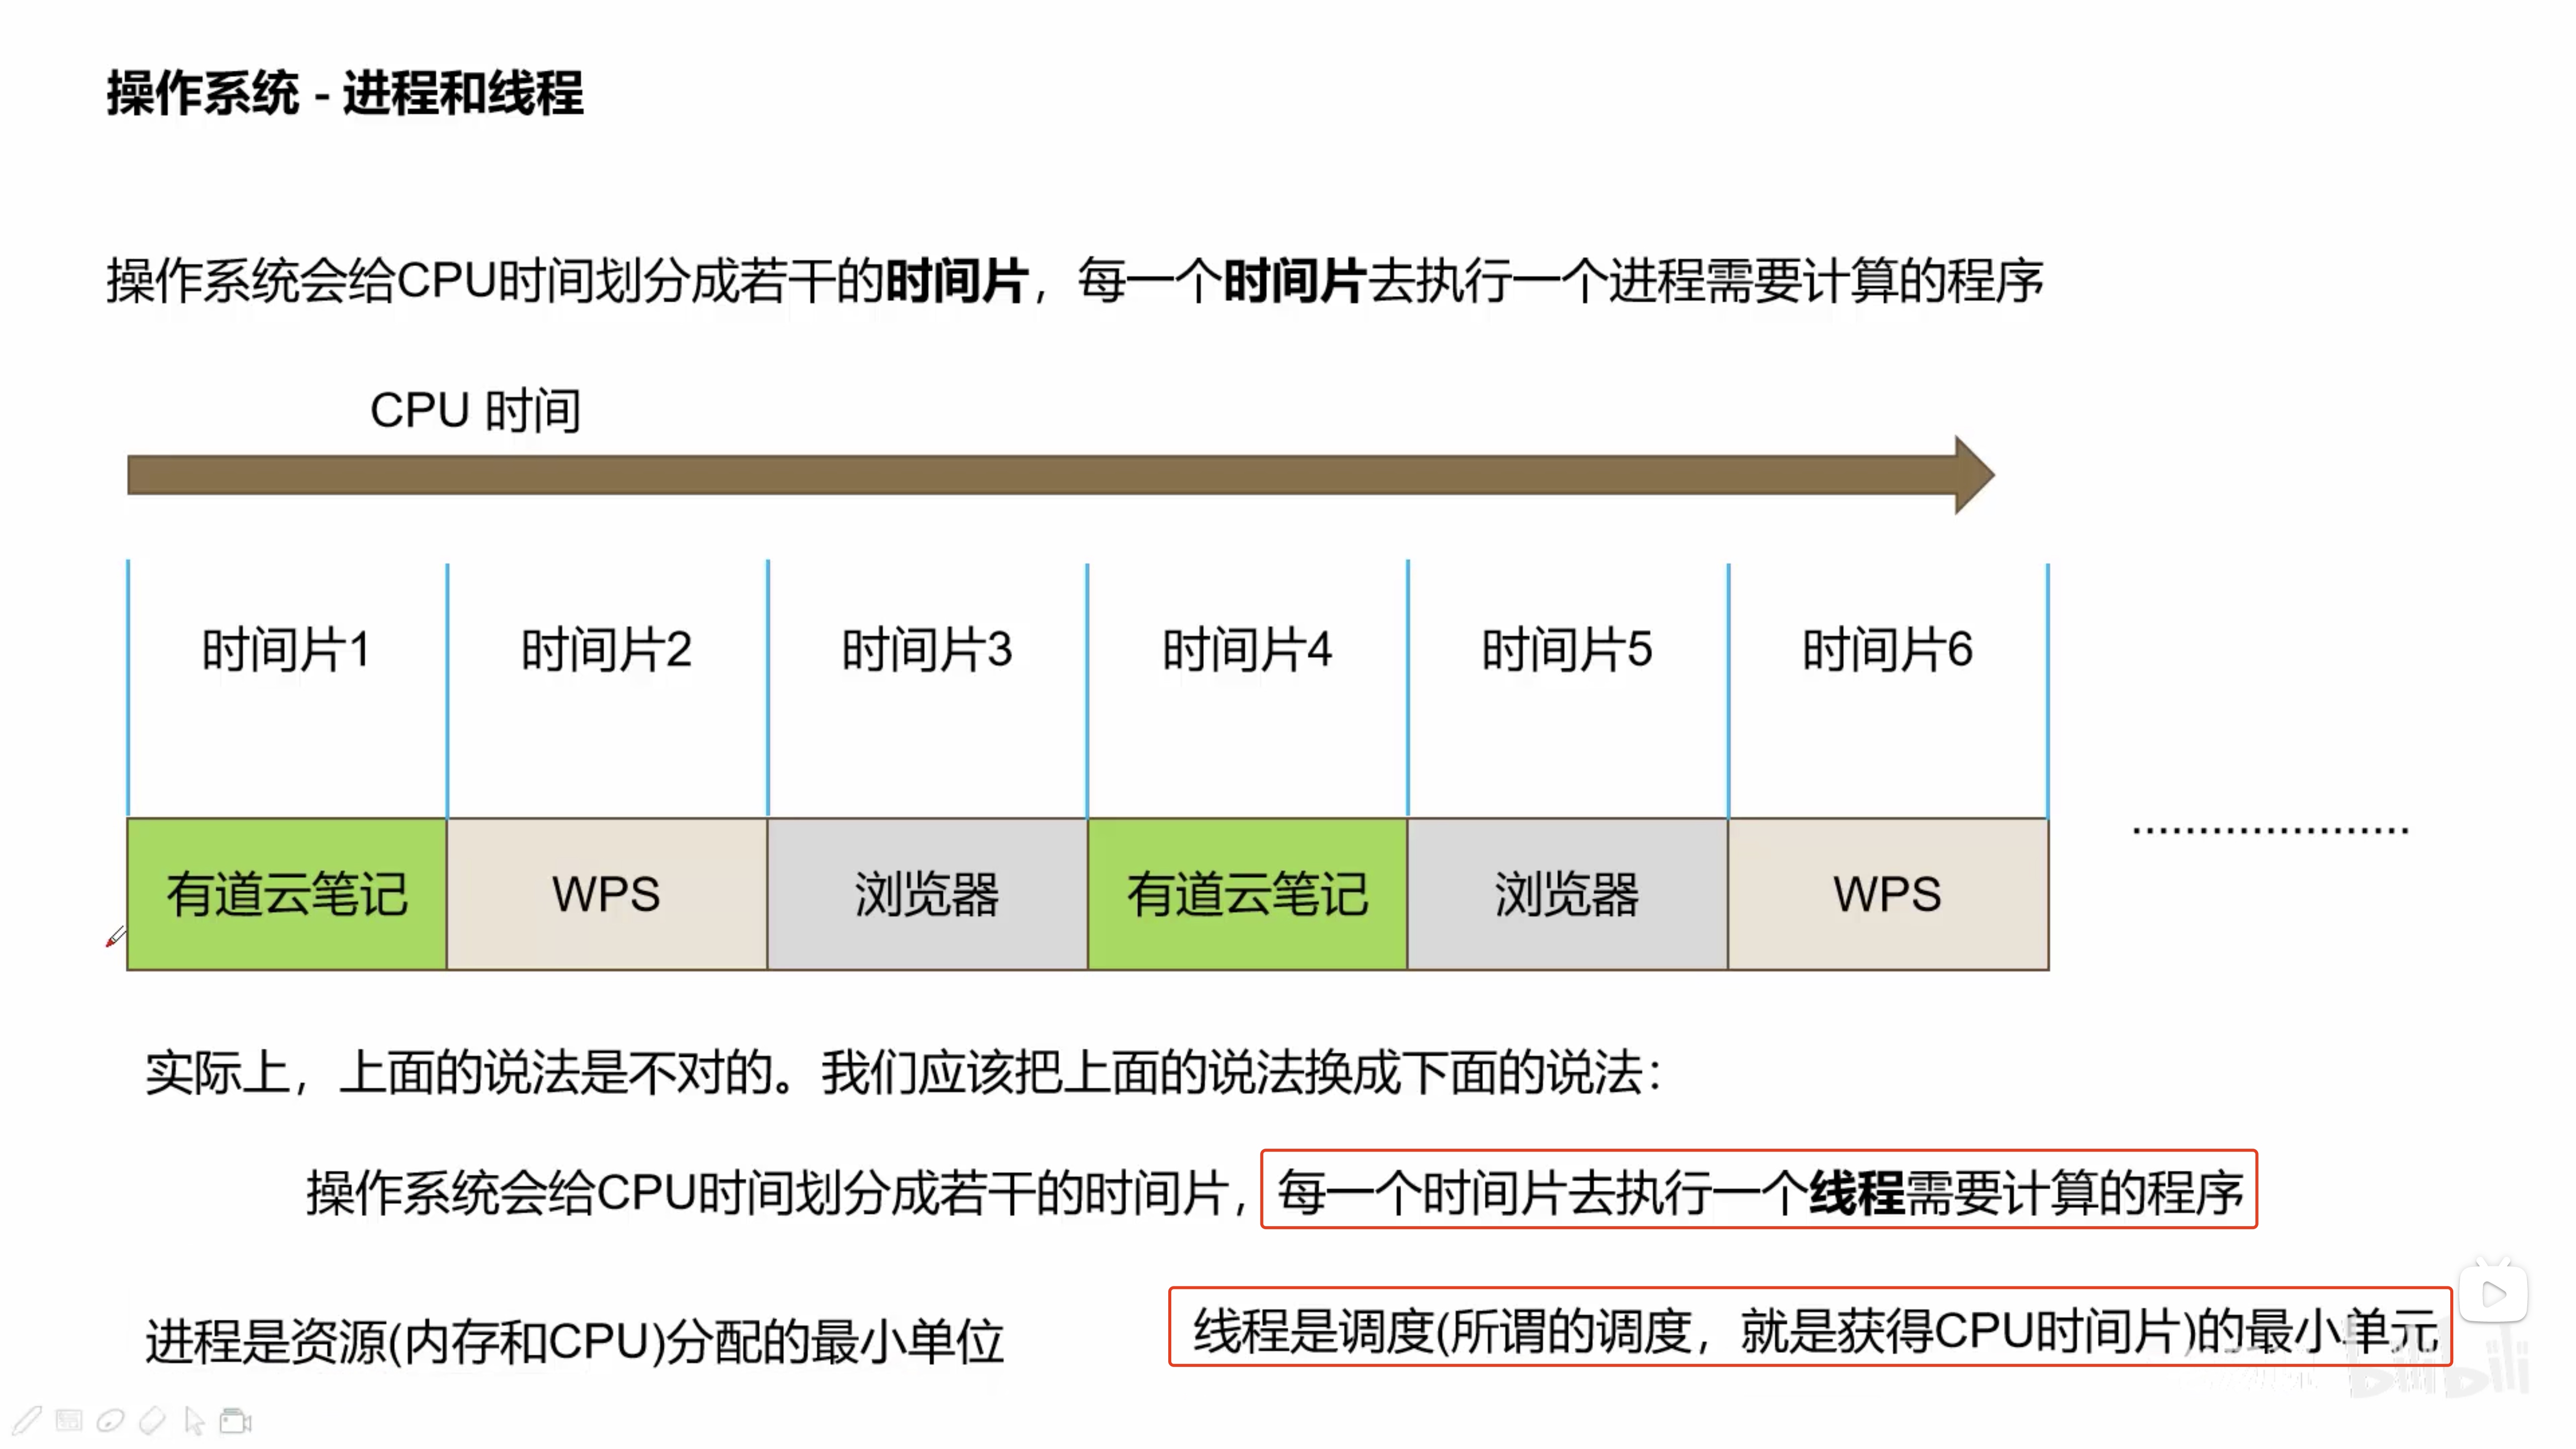 操作系统 - 进程和线程
操作系统会给CPU时间划分成若干的时间片，每一个时间片去执行一个进程需要计算的程序
CPU 时间
时间片1 时间片2 时间片3 时间片4 时间片5 时间片6
有道云笔记 WPS 浏览器 有道云笔记 浏览器 WPS
.....................
实际上，上面的说法是不对的。我们应该把上面的说法换成下面的说法：
操作系统会给CPU时间划分成若干的时间片，每一个时间片去执行一个线程需要计算的程序
进程是资源(内存和CPU)分配的最小单位 线程是调度(所谓的调度，就是获得CPU时间片)的最小单元
bilibili